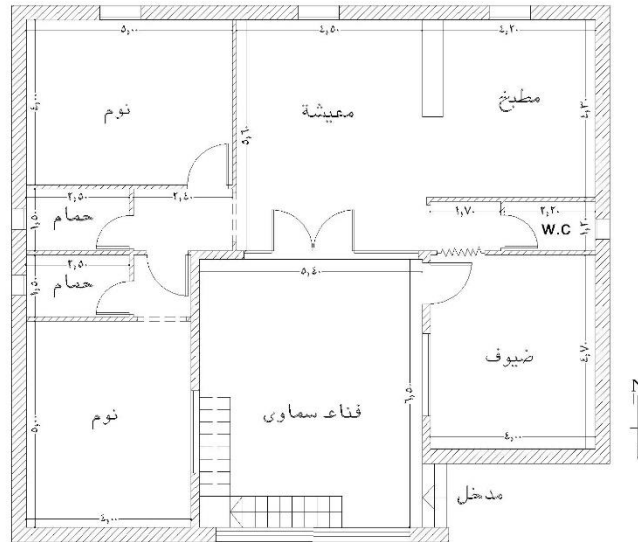 ٥,٠٠ ٤,٥٠ ٤,٢٠
نوم
معيشة
مطبخ
٤,٠٠
٥,٦٠
٤,٣٠
٢,٥٠ ٢,٤٠
حمام
١,٥٠
١,٧٠ ٢,٢٠
W.C
١,٢٠
٢,٥٠
حمام
١,٥٠
٥,٤٠
ضيوف
٤,٧٠
نوم
فناء سماوى
٦,٥٠
٥,٠٠
٤,٠٠
مدخل
٤,٠٠
N